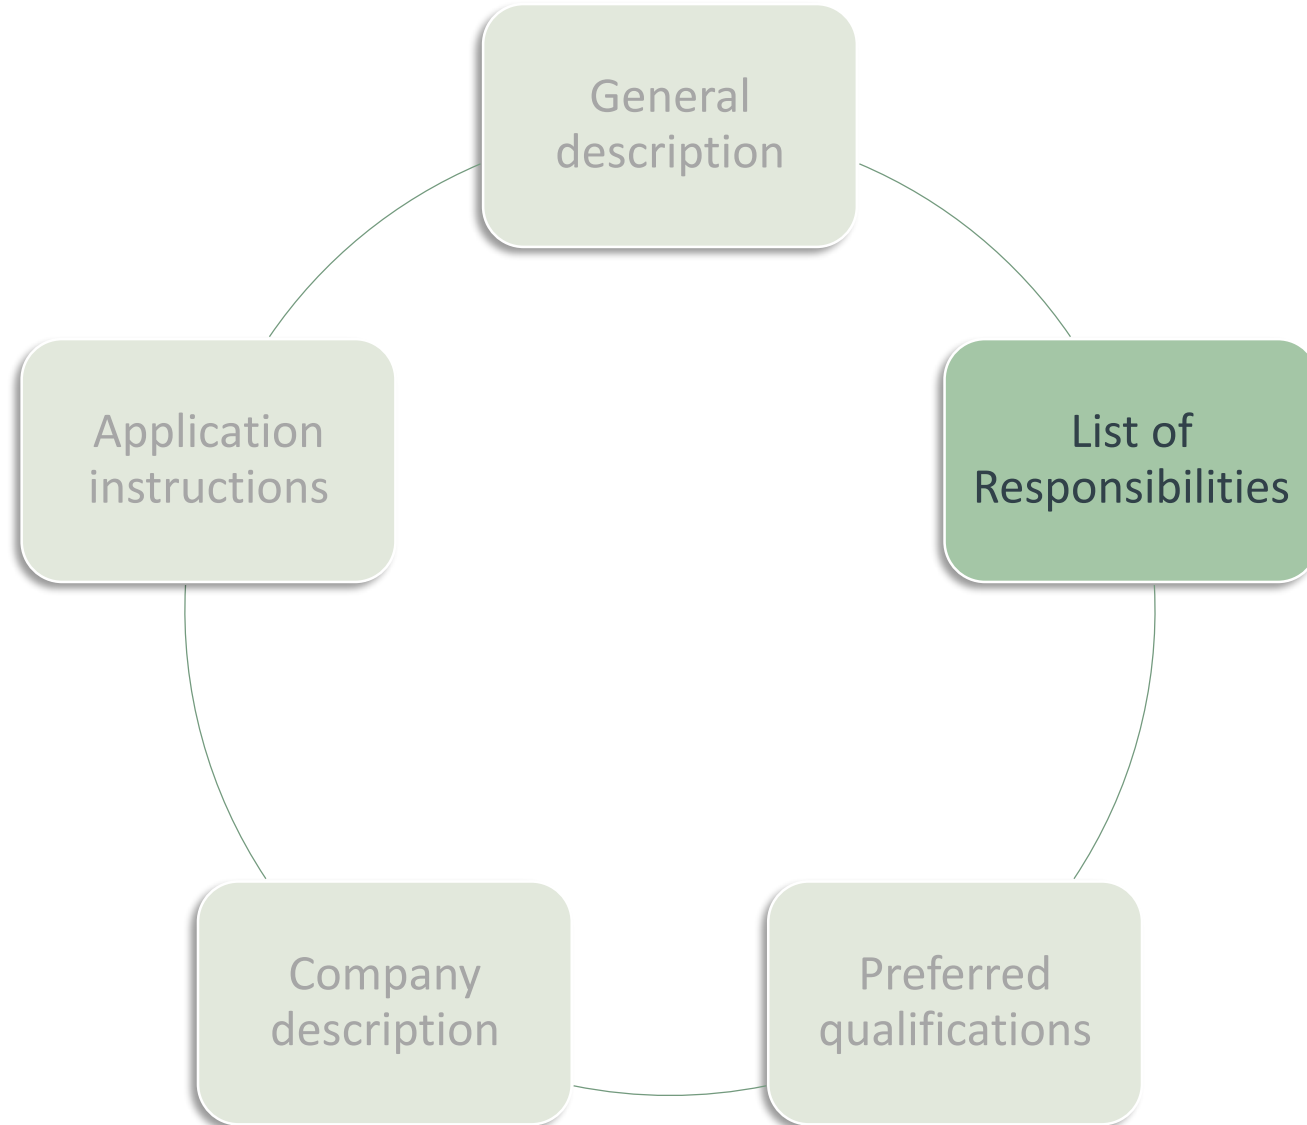 General
description
List of
Responsibilities
Preferred
qualifications
Company
description
Application
instructions